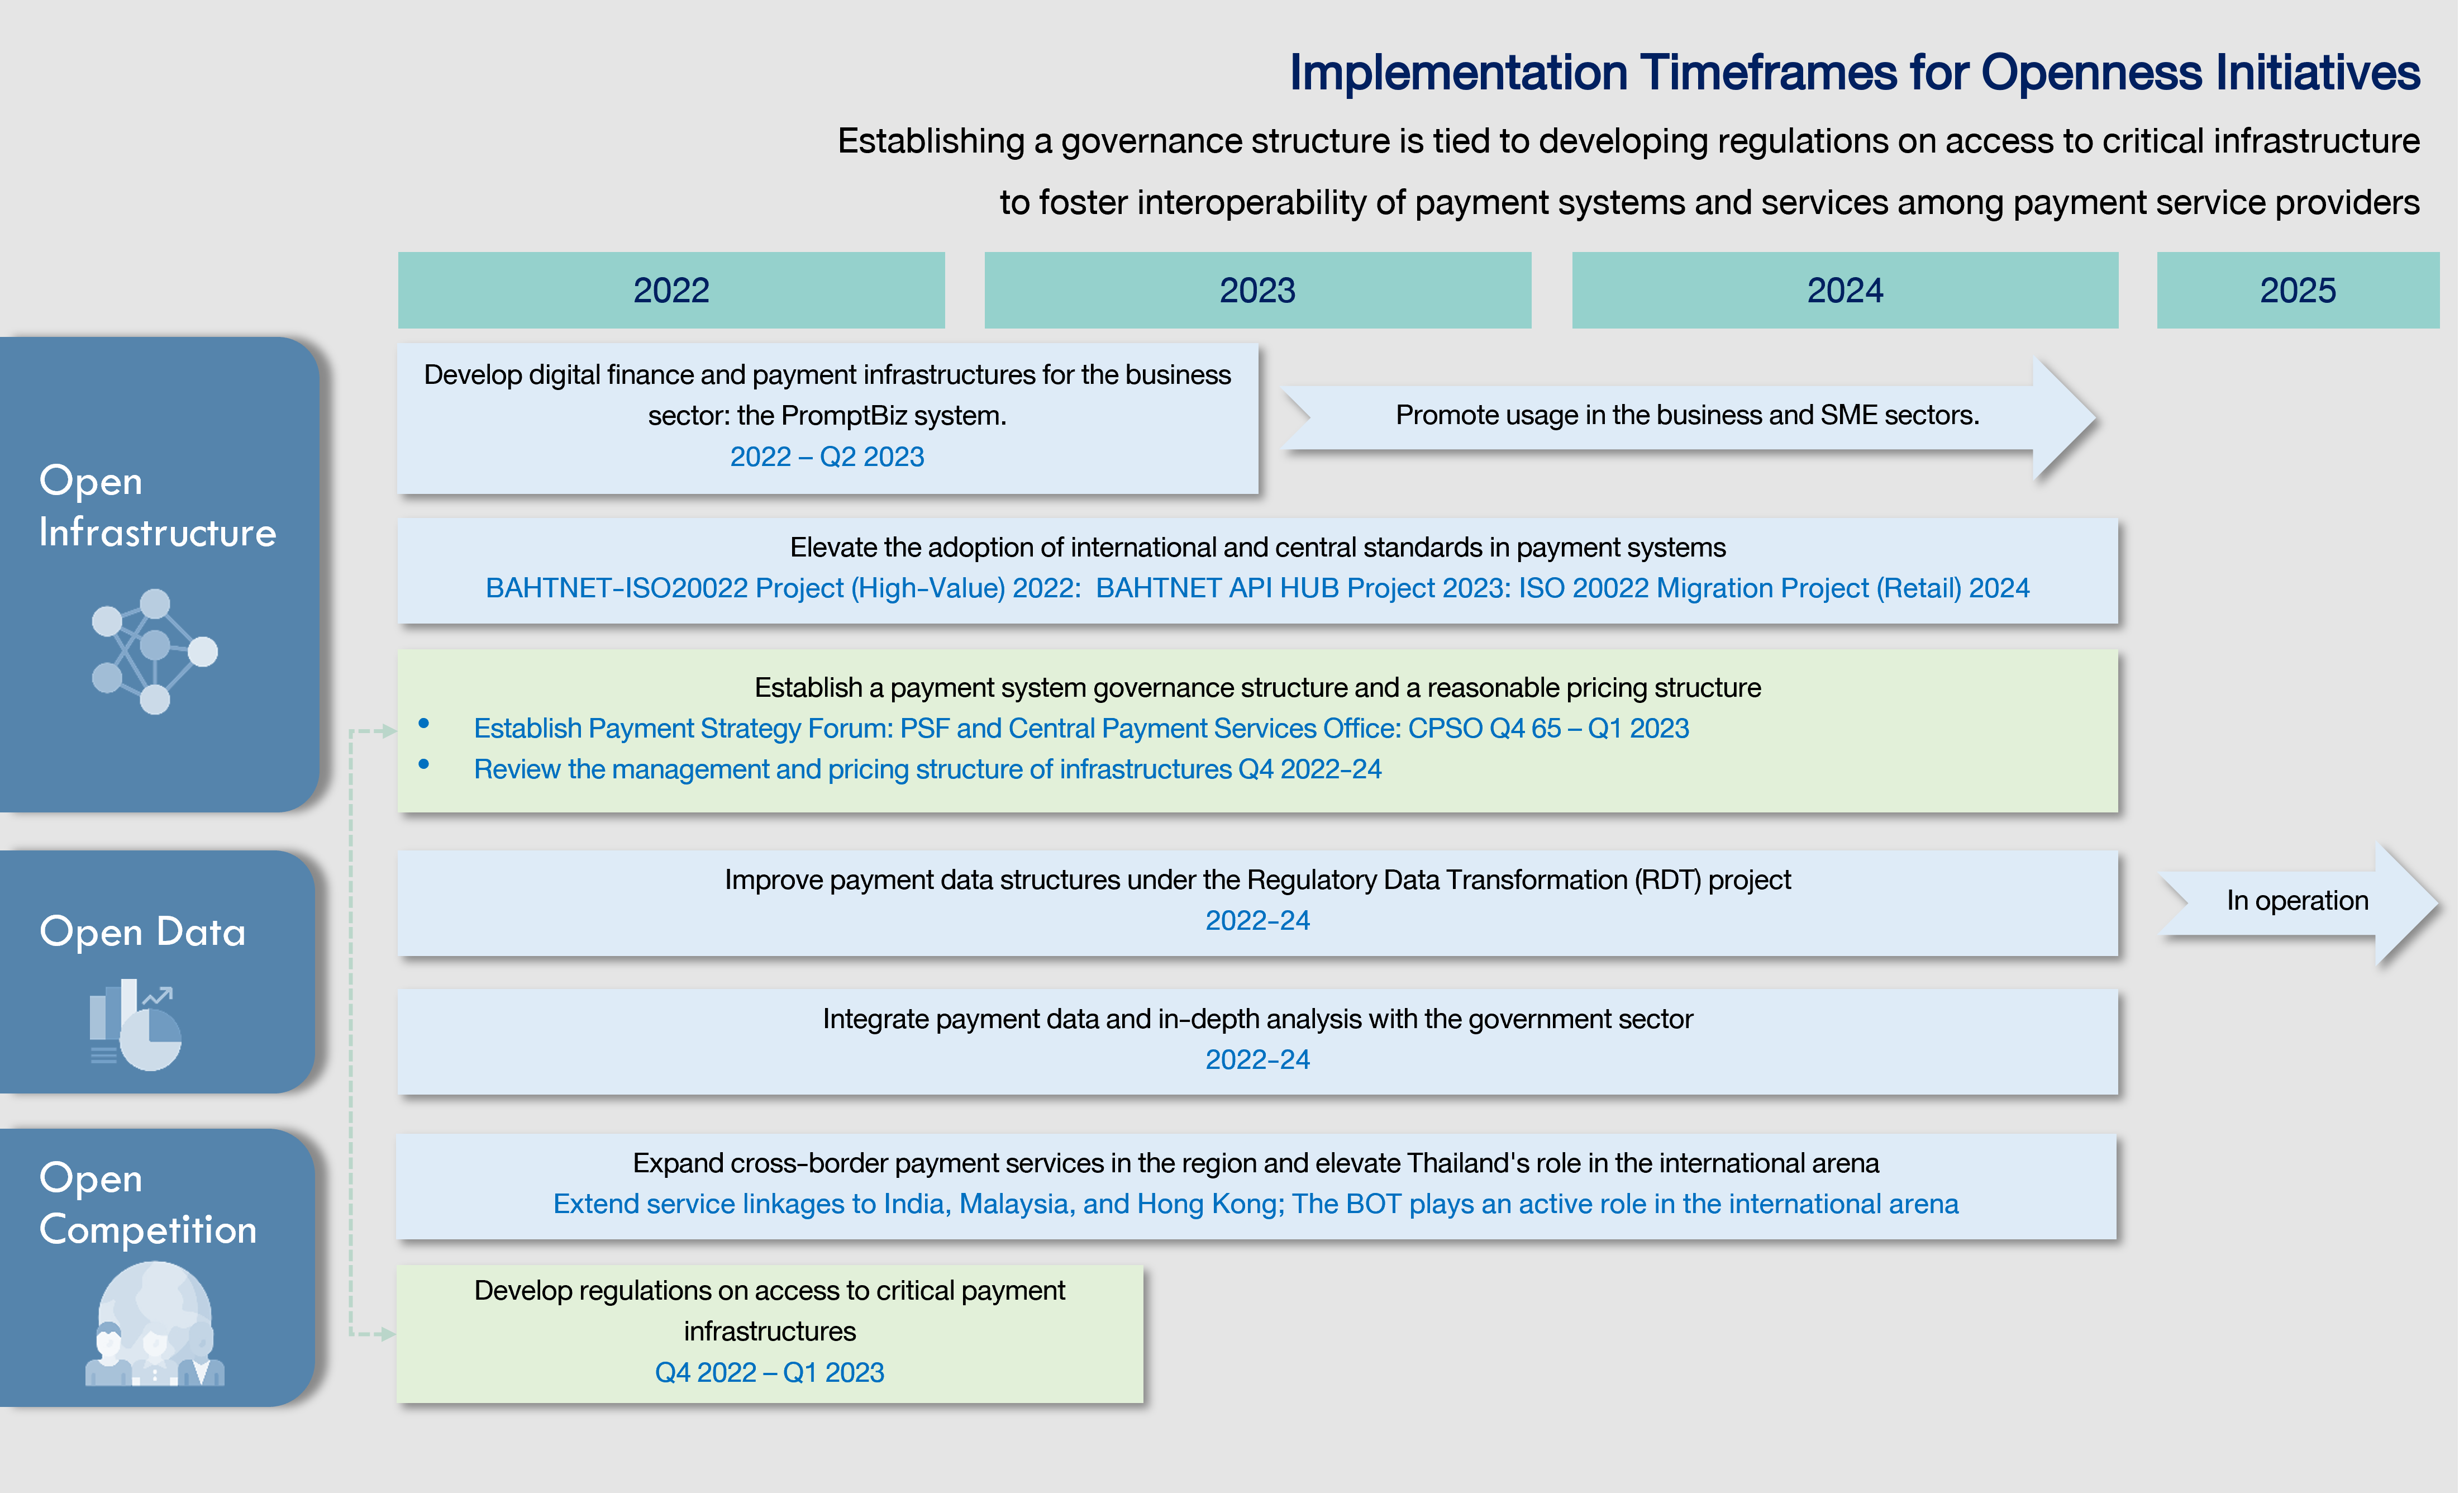 Implementation Timeframes for Openness Initiatives
Establishing a governance structure is tied to developing regulations on access to critical infrastructure
to foster interoperability of payment systems and services among payment service providers
2022
2023
2024
2025
Open
Infrastructure
Develop digital finance and payment infrastructures for the business
sector: the PromptBiz system.
2022 – Q2 2023
Promote usage in the business and SME sectors.
Elevate the adoption of international and central standards in payment systems
BAHTNET-ISO20022 Project (High-Value) 2022:  BAHTNET API HUB Project 2023: ISO 20022 Migration Project (Retail) 2024
Establish a payment system governance structure and a reasonable pricing structure
• Establish Payment Strategy Forum: PSF and Central Payment Services Office: CPSO Q4 65 – Q1 2023
• Review the management and pricing structure of infrastructures Q4 2022-24
Open Data
Improve payment data structures under the Regulatory Data Transformation (RDT) project
2022-24
In operation
Integrate payment data and in-depth analysis with the government sector
2022-24
Open
Competition
Expand cross-border payment services in the region and elevate Thailand's role in the international arena
Extend service linkages to India, Malaysia, and Hong Kong; The BOT plays an active role in the international arena
Develop regulations on access to critical payment
infrastructures
Q4 2022 – Q1 2023